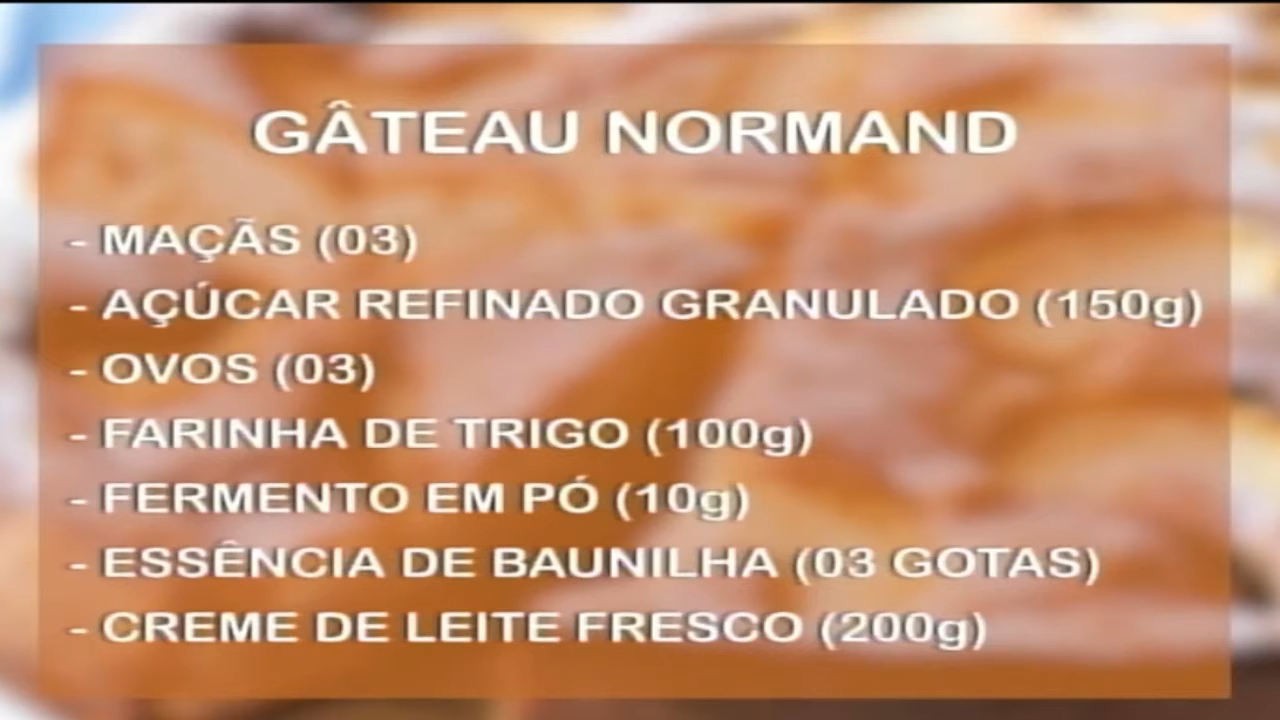 GÂTEAU NORMAND
- MAÇÃS (03)
- AÇÚCAR REFINADO GRANULADO (150g)
- OVOS (03)
- FARINHA DE TRIGO (100g)
- FERMENTO EM PÓ (10g)
- ESSÊNCIA DE BAUNILHA (03 GOTAS)
- CREME DE LEITE FRESCO (200g)